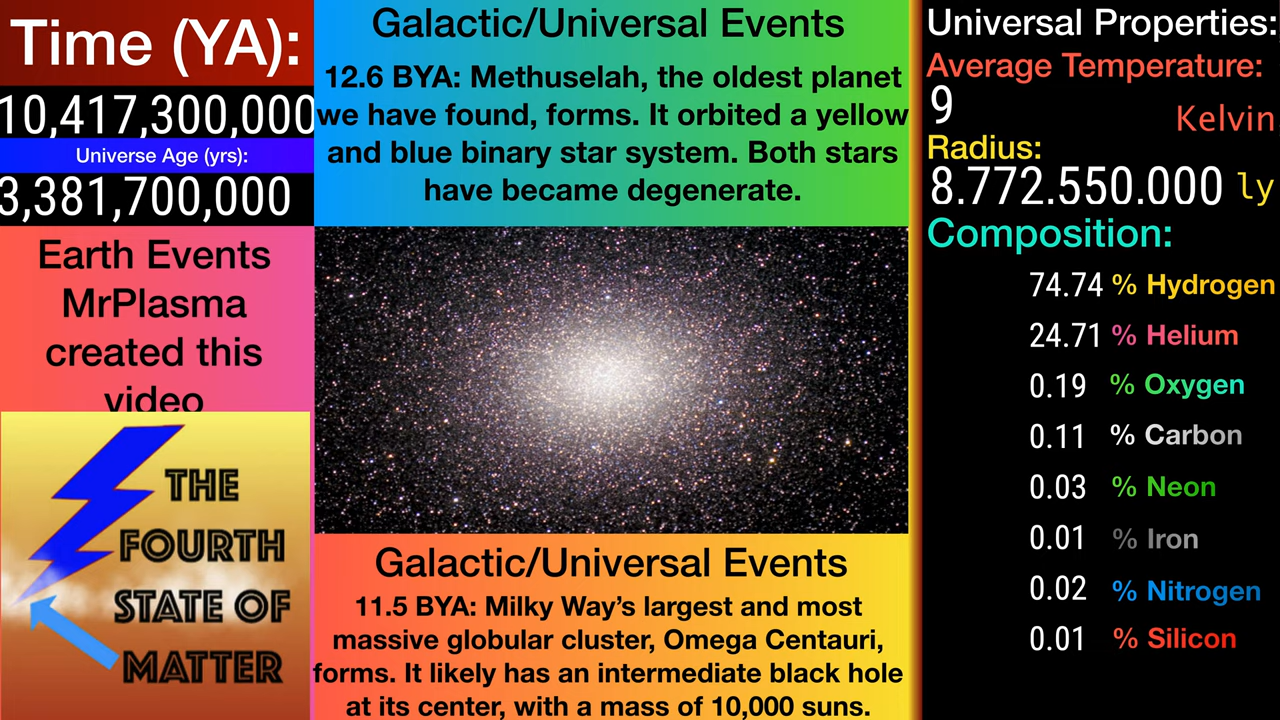 Time (YA):
10,417,300,000
Universe Age (yrs):
3,381,700,000
Earth Events
MrPlasma
created this
video
THE
FOURTH
STATE OF
MATTER
Galactic/Universal Events
12.6 BYA: Methuselah, the oldest planet
we have found, forms. It orbited a yellow
and blue binary star system. Both stars
have became degenerate.
Galactic/Universal Events
11.5 BYA: Milky Way’s largest and most
massive globular cluster, Omega Centauri,
forms. It likely has an intermediate black hole
at its center, with a mass of 10,000 suns.
Universal Properties:
Average Temperature:
9 Kelvin
Radius:
8.772.550.000 ly
Composition:
74.74 % Hydrogen
24.71 % Helium
0.19 % Oxygen
0.11 % Carbon
0.03 % Neon
0.01 % Iron
0.02 % Nitrogen
0.01 % Silicon